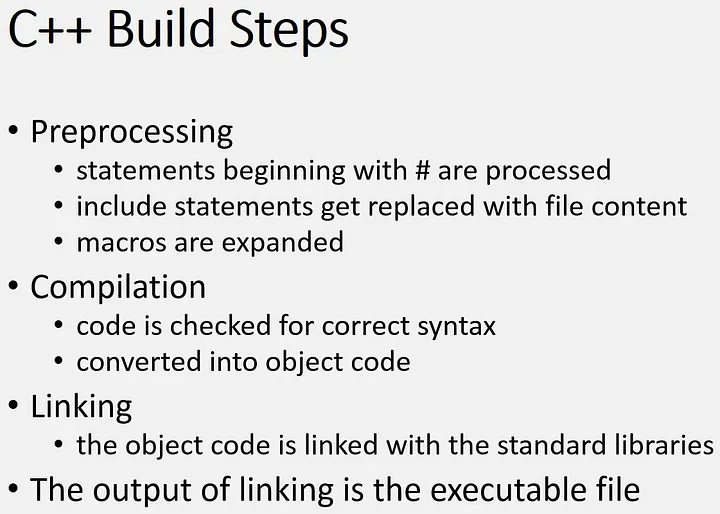 C++ Build Steps
• Preprocessing
• statements beginning with # are processed
• include statements get replaced with file content
• macros are expanded
• Compilation
• code is checked for correct syntax
• converted into object code
• Linking
• the object code is linked with the standard libraries
• The output of linking is the executable file